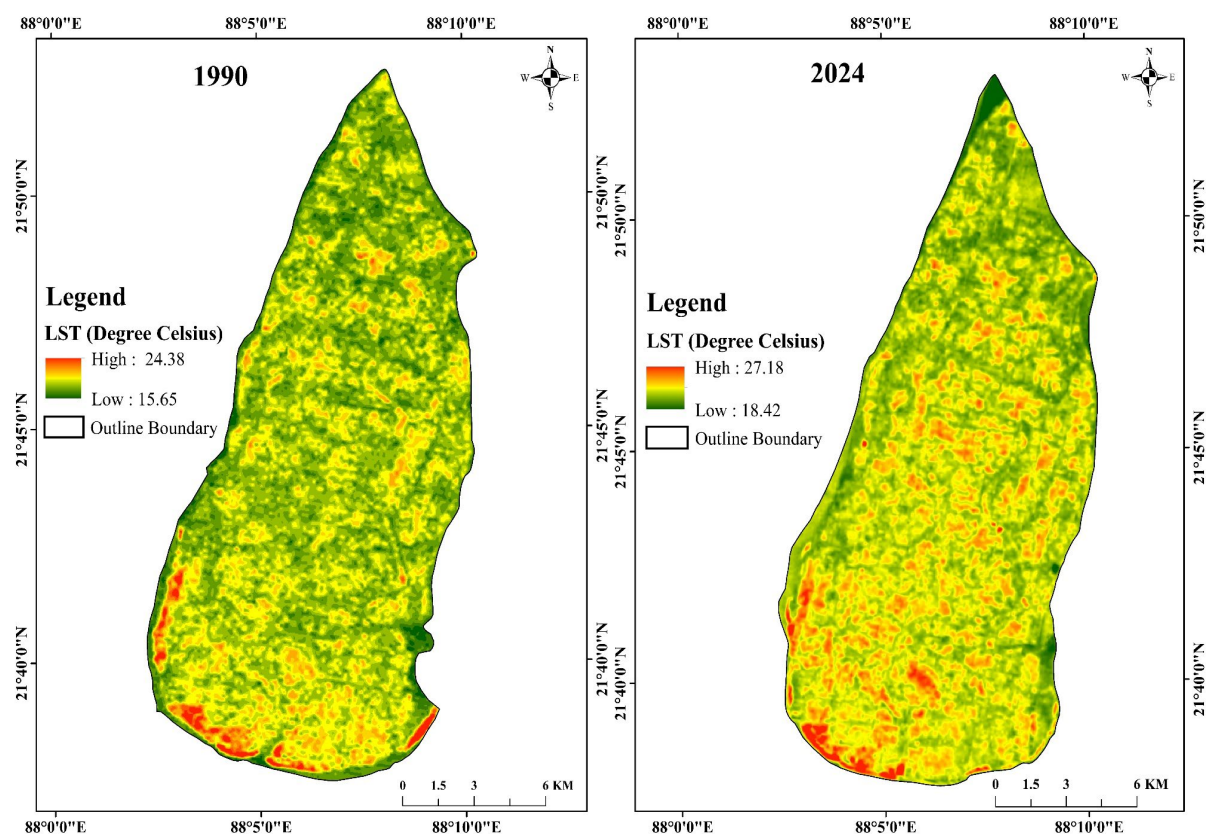 88°0'0"E 88°5'0"E 88°10'0"E
1990
N
W E
S
21°50'0"N
21°45'0"N
21°40'0"N
Legend
LST (Degree Celsius)
High : 24.38
Low : 15.65
Outline Boundary
21°50'0"N
21°45'0"N
21°40'0"N
0 1.5 3 6 KM
88°0'0"E 88°5'0"E 88°10'0"E
88°0'0"E 88°5'0"E 88°10'0"E
2024
N
W E
S
21°50'0"N
21°45'0"N
21°40'0"N
Legend
LST (Degree Celsius)
High : 27.18
Low : 18.42
Outline Boundary
0 1.5 3 6 KM
88°0'0"E 88°5'0"E 88°10'0"E